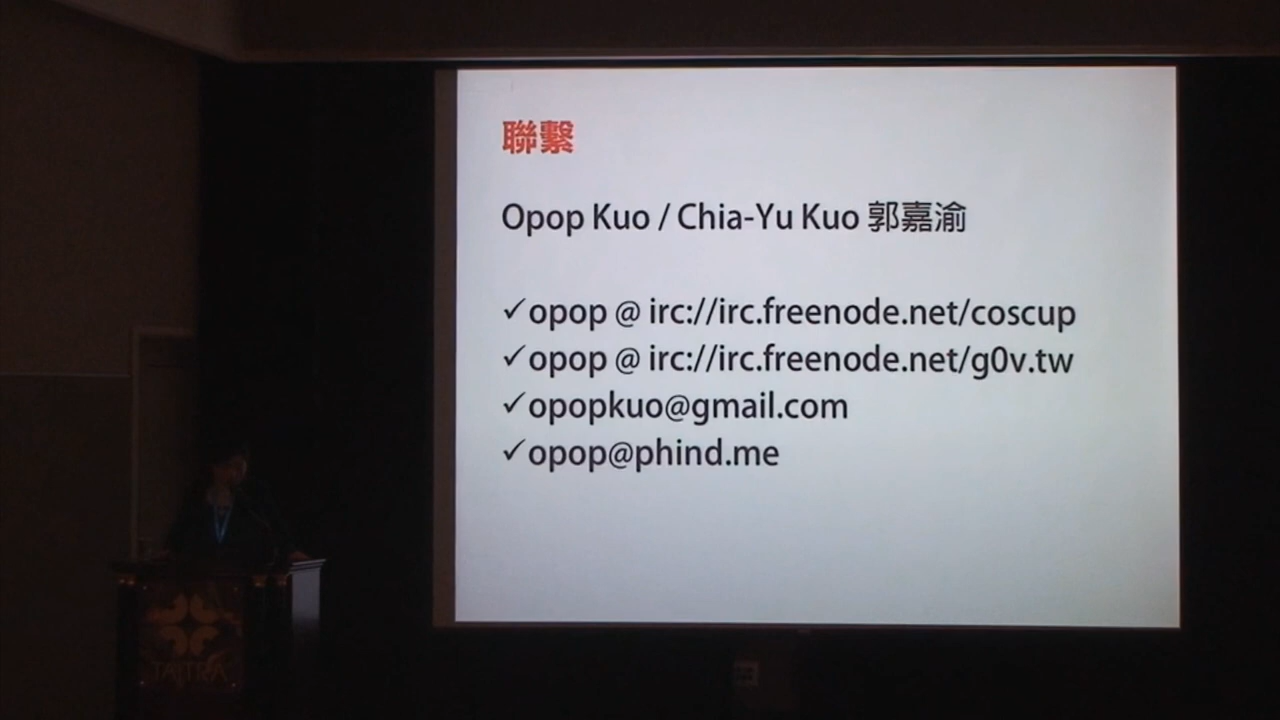 聯繫
Opop Kuo / Chia-Yu Kuo 郭嘉渝
✓opop @ irc://irc.freenode.net/coscup
✓opop @ irc://irc.freenode.net/g0v.tw
✓opopkuo@gmail.com
✓opop@phind.me
TAITRA